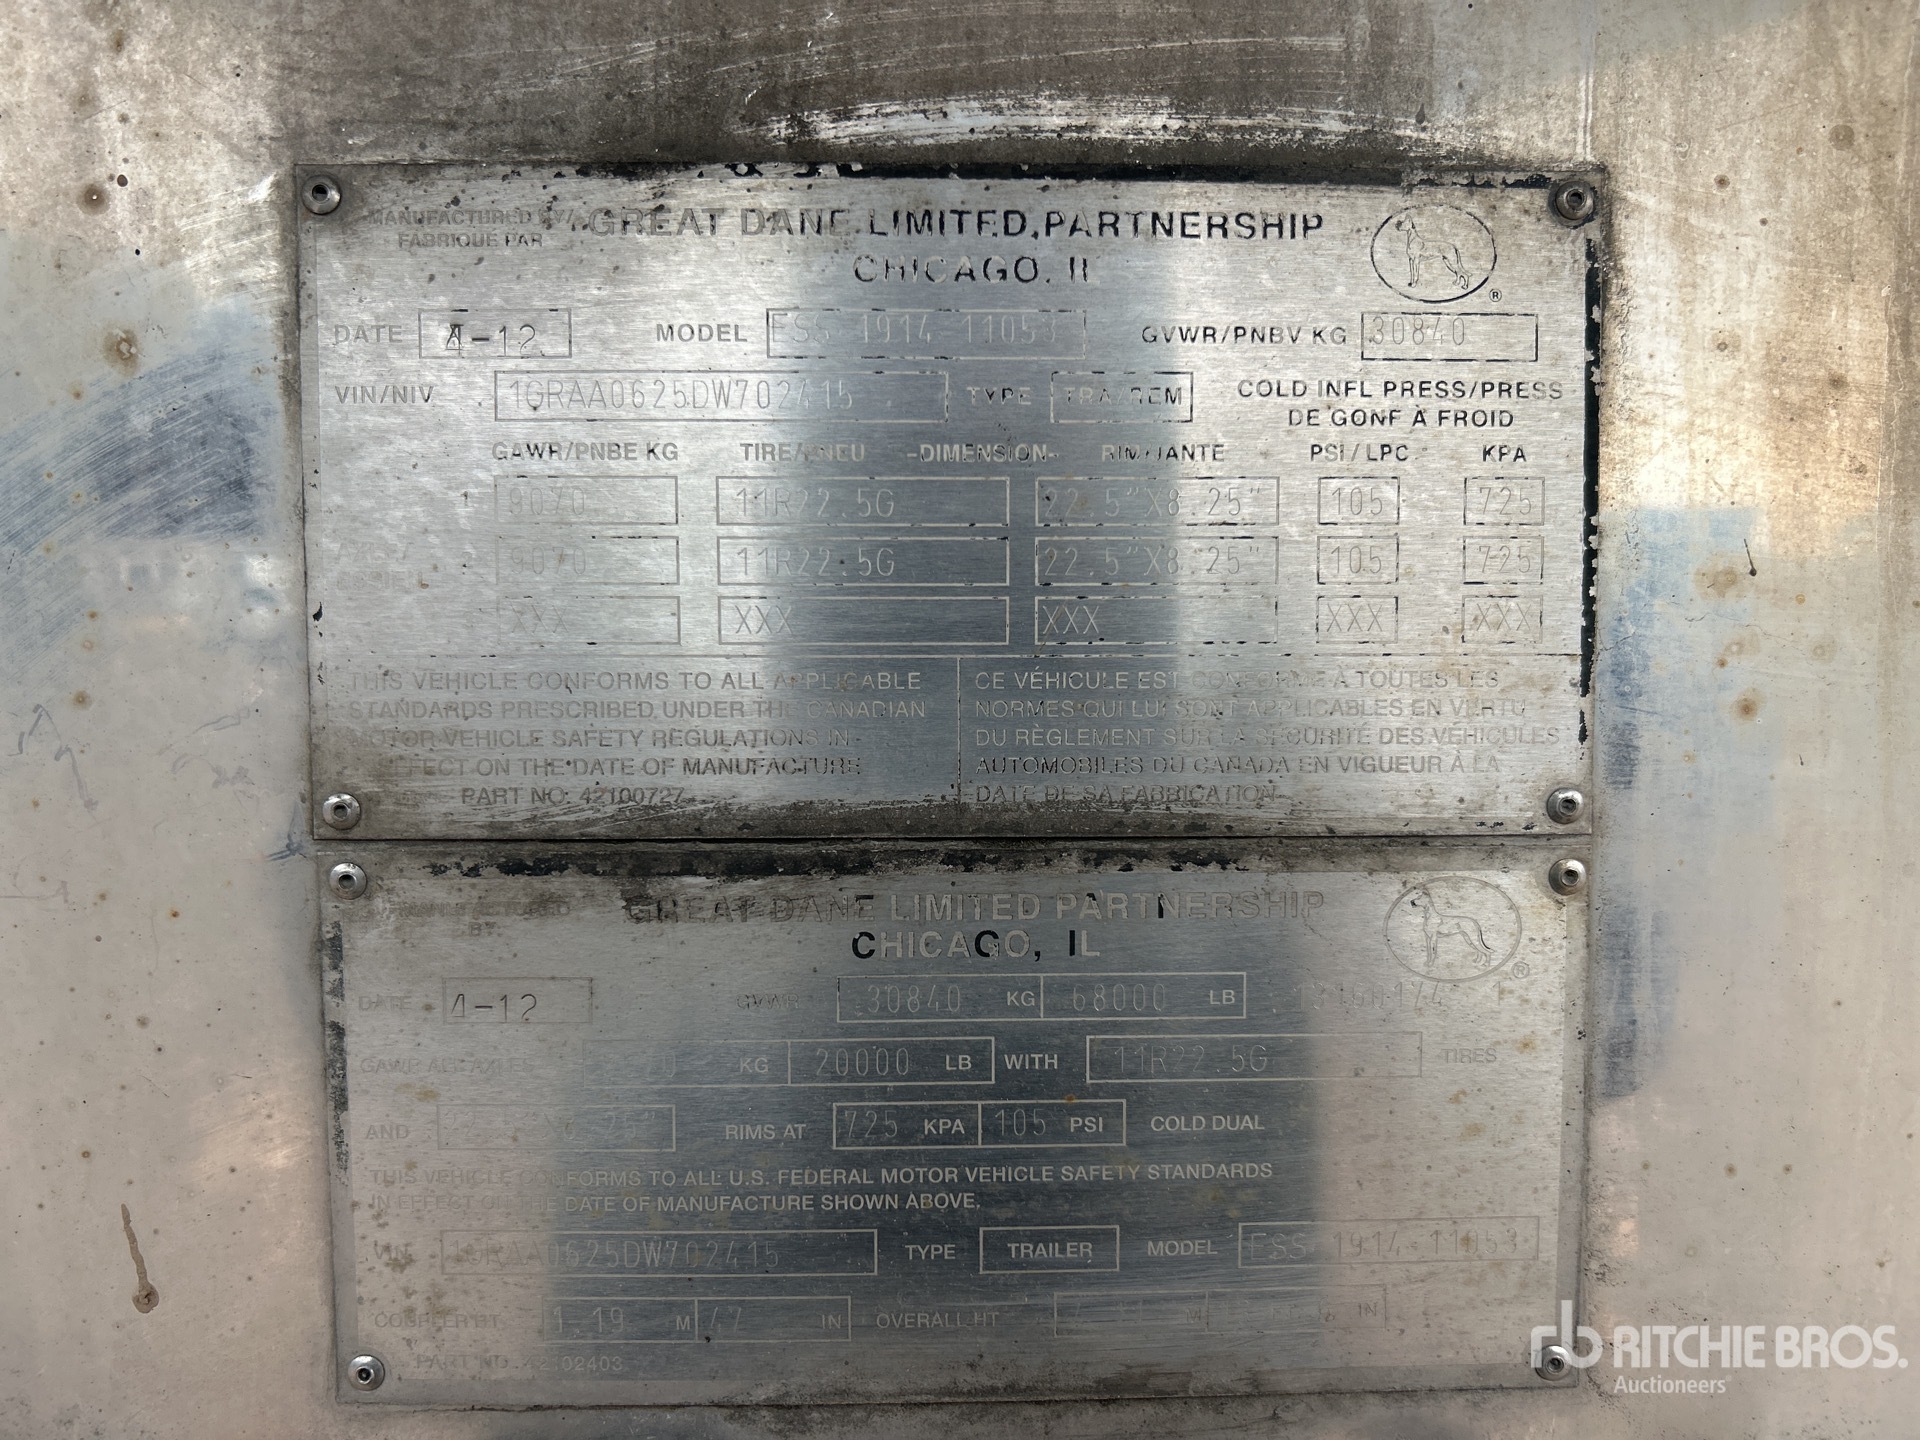 MANUFACTURED BY/ GREAT DANE LIMITED PARTNERSHIP
FABRIQUE PAR
CHICAGO, IL
®
DATE 4-12 MODEL ESS 1914-11053 GVWR/PNBV KG 30840
VIN/NIV 1GRAA0625DW702415 TYPE TRA/REM COLD INFL PRESS/PRESS
DE GONF À FROID
GAWR/PNBE KG TIRE/PNEU -DIMENSION- RIM/JANTE PSI/LPC KPA
9070 11R22.5G 22.5"X8.25" 105 725
9070 11R22.5G 22.5"X8.25" 105 725
XXX XXX XXX XXX XXX
THIS VEHICLE CONFORMS TO ALL APPLICABLE
STANDARDS PRESCRIBED UNDER THE CANADIAN
MOTOR VEHICLE SAFETY REGULATIONS IN
EFFECT ON THE DATE OF MANUFACTURE
PART NO: 42100727
CE VÉHICULE EST CONFORME À TOUTES LES
NORMES QUI LUI SONT APPLICABLES EN VERTU
DU RÈGLEMENT SUR LA SÉCURITÉ DES VÉHICULES
AUTOMOBILES DU CANADA EN VIGUEUR À LA
DATE DE SA FABRICATION
MANUFACTURED GREAT DANE LIMITED PARTNERSHIP
BY:
CHICAGO, IL
®
DATE 4-12 GVWR 30840 KG 68000 LB
GAWR ALL AXLES KG 20000 LB WITH 11R22.5G TIRES
AND RIMS AT 725 KPA 105 PSI COLD DUAL
THIS VEHICLE CONFORMS TO ALL U.S. FEDERAL MOTOR VEHICLE SAFETY STANDARDS
IN EFFECT ON THE DATE OF MANUFACTURE SHOWN ABOVE.
VIN 1GRAA0625DW702415 TYPE TRAILER MODEL ESS 1914-11053
COUPLER HT. 1.19 M 47 IN OVERALL HT M IN
PART NO. 42102403
rb RITCHIE BROS.
Auctioneers